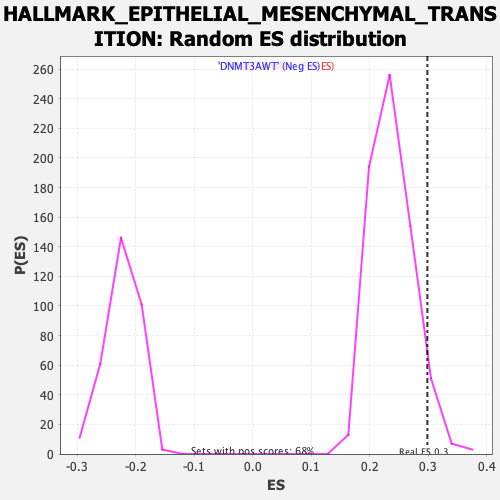 HALLMARK_EPITHELIAL_MESENCHYMAL_TRANS
ITION: Random ES distribution
'DNMT3AWT' (Neg ES)ES)
260
240
220
200
180
160
140
120
100
80
60
40
20
0
P(ES)
Sets with pos scores: 68%
Real ES 0.3
-0.3 -0.2 -0.1 0.0 0.1 0.2 0.3 0.4
ES